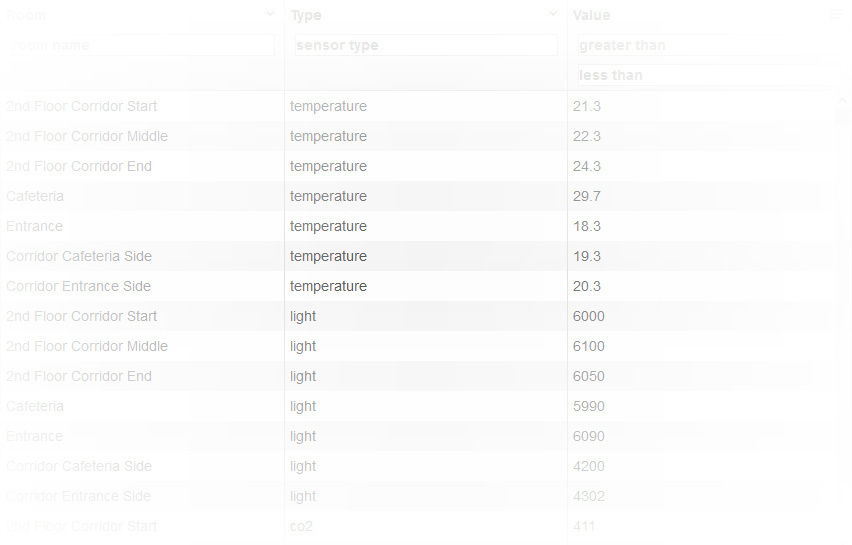 Room Type Value
room name sensor type greater than
less than
2nd Floor Corridor Start temperature 21.3
2nd Floor Corridor Middle temperature 22.3
2nd Floor Corridor End temperature 24.3
Cafeteria temperature 29.7
Entrance temperature 18.3
Corridor Cafeteria Side temperature 19.3
Corridor Entrance Side temperature 20.3
2nd Floor Corridor Start light 6000
2nd Floor Corridor Middle light 6100
2nd Floor Corridor End light 6050
Cafeteria light 5990
Entrance light 6090
Corridor Cafeteria Side light 4200
Corridor Entrance Side light 4302
2nd Floor Corridor Start co2 411